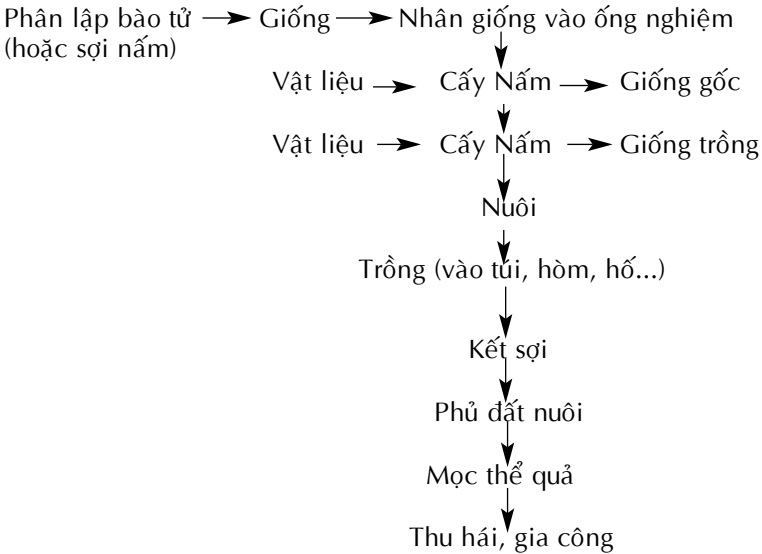 Phân lập bào tử Giống Nhân giống vào ống nghiệm
(hoặc sợi nấm)
Vật liệu Cấy Nấm Giống gốc
Vật liệu Cấy Nấm Giống trồng
Nuôi
Trồng (vào túi, hòm, hố...)
Kết sợi
Phủ đất nuôi
Mọc thể quả
Thu hái, gia công